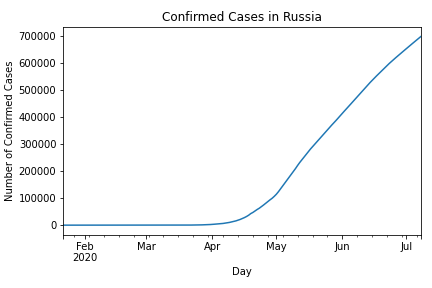 Confirmed Cases in Russia
Number of Confirmed Cases
700000
600000
500000
400000
300000
200000
100000
0
Feb Mar Apr May Jun Jul
2020
Day